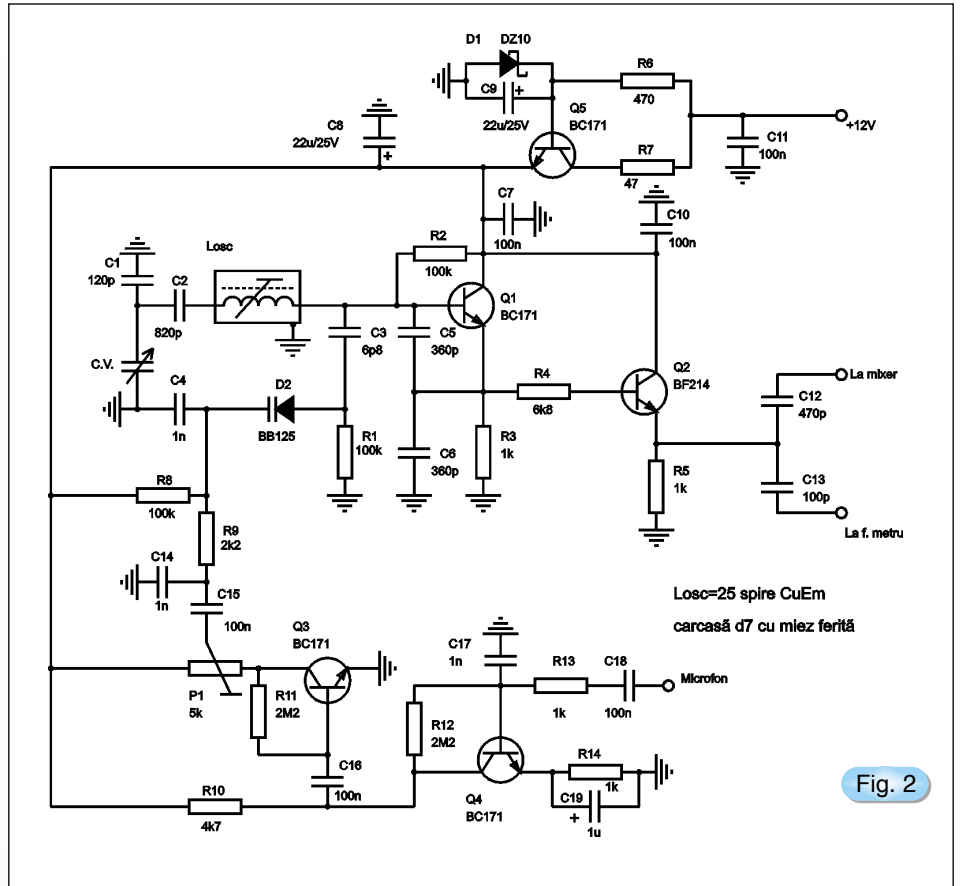 D1 DZ10
C9
22u/25V
Q5
BC171
R6
470
R7
47
C11
100n
+12V
C8
22u/25V
C7
100n
C10
100n
R2
100k
Losc
C1
120p
C2
820p
C.V.
C4
1n
D2
BB125
C3
6p8
C5
360p
Q1
BC171
R4
6k8
Q2
BF214
La mixer
C12
470p
R1
100k
C6
360p
R3
1k
R5
1k
C13
100p
La f. metru
R8
100k
R9
2k2
C14
1n
C15
100n
Losc=25 spire CuEm
carcasã d7 cu miez feritã
Q3
BC171
P1
5k
R11
2M2
C16
100n
C17
1n
R13
1k
C18
100n
Microfon
R12
2M2
Q4
BC171
R14
1k
C19
+
1u
R10
4k7
Fig. 2